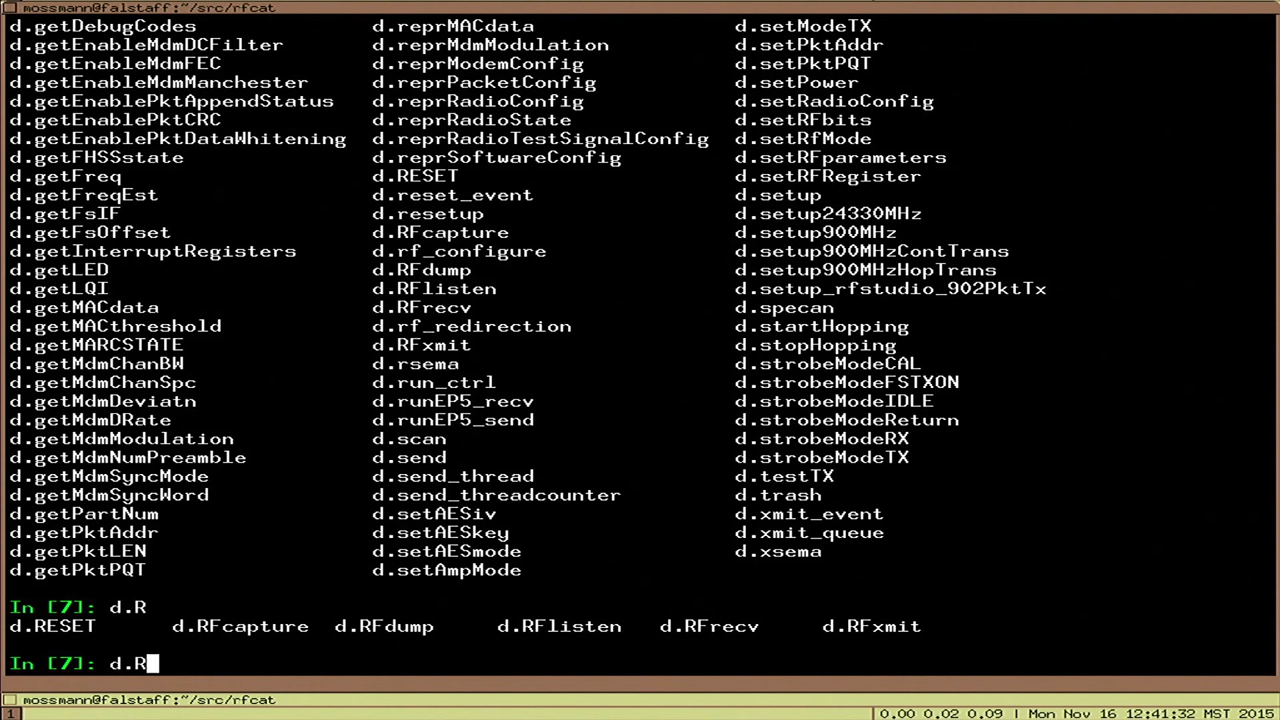 mossmann@falstaff:~/src/rfcat
d.getDebugCodes d.reprMACdata d.setModeTX
d.getEnableMdmDCFilter d.reprMdmModulation d.setPktAddr
d.getEnableMdmFEC d.reprModemConfig d.setPktPQT
d.getEnableMdmManchester d.reprPacketConfig d.setPower
d.getEnablePktAppendStatus d.reprRadioConfig d.setRadioConfig
d.getEnablePktCRC d.reprRadioState d.setRFbits
d.getEnablePktDataWhitening d.reprRadioTestSignalConfig d.setRfMode
d.getFHSSstate d.reprSoftwareConfig d.setRFparameters
d.getFreq d.RESET d.setRFRegister
d.getFreqEst d.reset_event d.setup
d.getFsIF d.resetup d.setup24330MHz
d.getFsOffset d.RFcapture d.setup900MHz
d.getInterruptRegisters d.rf_configure d.setup900MHzContTrans
d.getLED d.RFdump d.setup900MHzHopTrans
d.getLQI d.RFlisten d.setup_rfstudio_902PktTx
d.getMACdata d.RFrecv d.specan
d.getMACthreshold d.rf_redirection d.startHopping
d.getMARCSTATE d.RFxmit d.stopHopping
d.getMdmChanBW d.rsema d.strobeModeCAL
d.getMdmChanSpc d.run_ctrl d.strobeModeFSTXON
d.getMdmDeviatn d.runEP5_recv d.strobeModeIDLE
d.getMdmDRate d.runEP5_send d.strobeModeReturn
d.getMdmModulation d.scan d.strobeModeRX
d.getMdmNumPreamble d.send d.strobeModeTX
d.getMdmSyncMode d.send_thread d.testTX
d.getMdmSyncWord d.send_threadcounter d.trash
d.getPartNum d.setAESiv d.xmit_event
d.getPktAddr d.setAESkey d.xmit_queue
d.getPktLEN d.setAESmode d.xsema
d.getPktPQT d.setAmpMode
In [7]: d.R
d.RESET d.RFcapture d.RFdump d.RFlisten d.RFrecv d.RFxmit
In [7]: d.R
mossmann@falstaff:~/src/rfcat
1 0.00 0.02 0.09 | Mon Nov 16 12:41:32 MST 2015